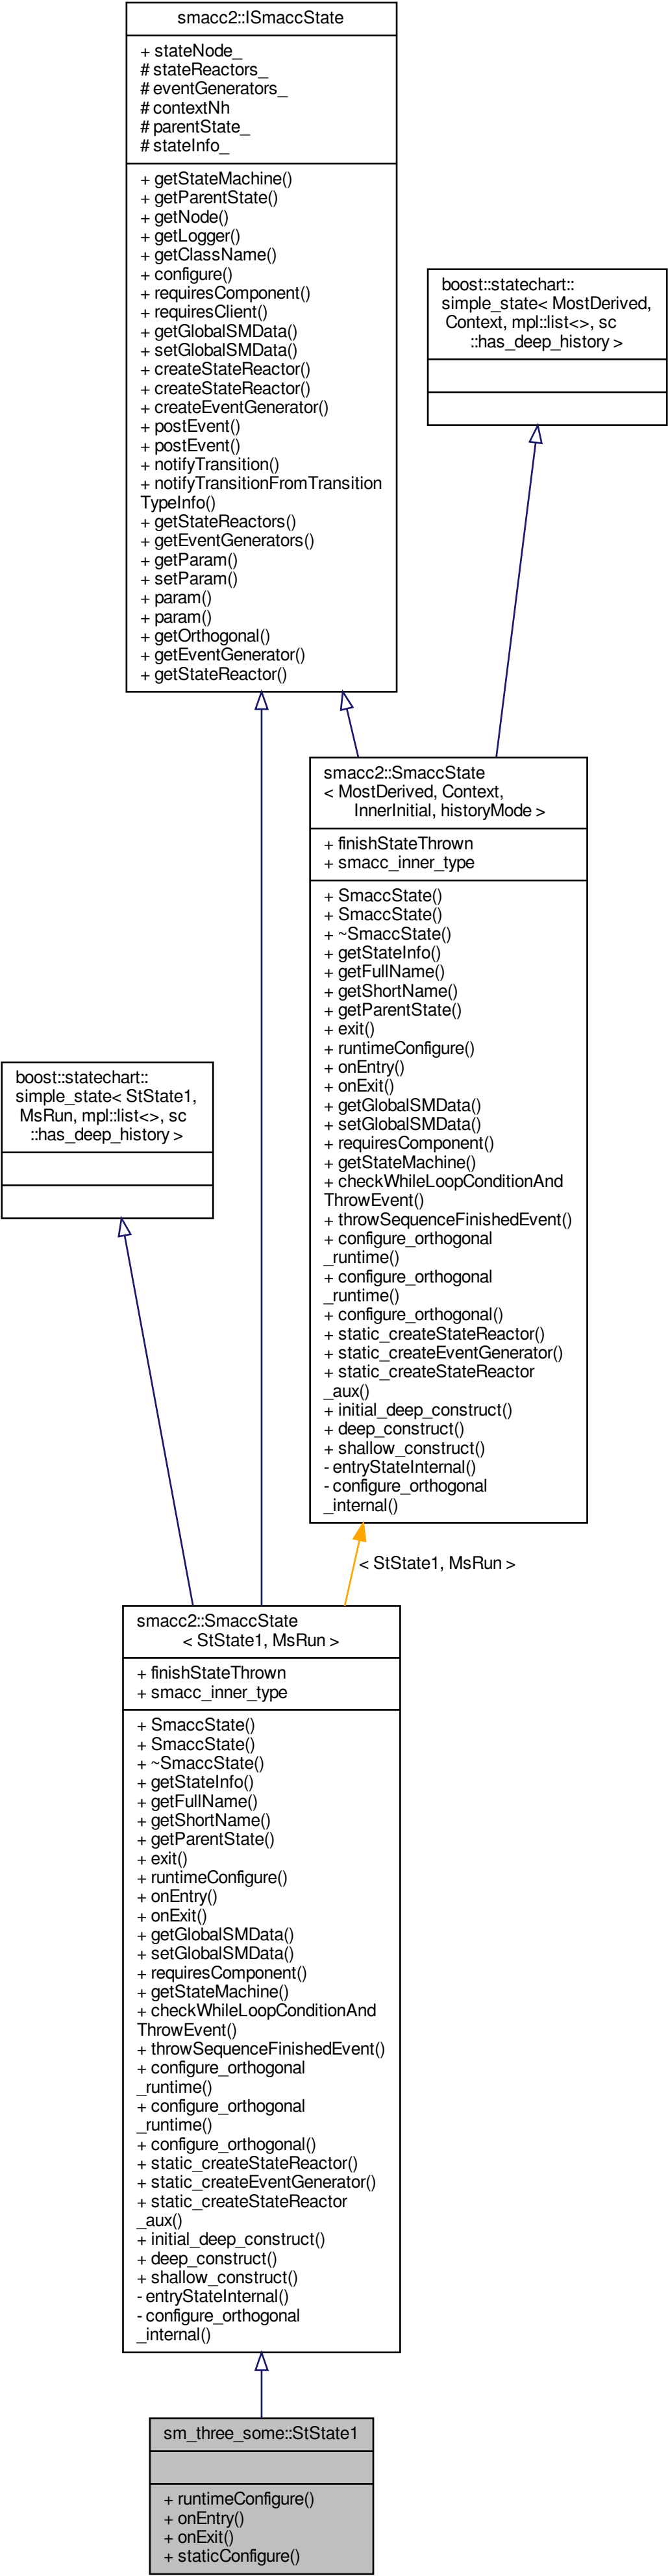 smacc2::ISmaccState
+ stateNode_
# stateReactors_
# eventGenerators_
# contextNh
# parentState_
# stateInfo_
+ getStateMachine()
+ getParentState()
+ getNode()
+ getLogger()
+ getClassName()
+ configure()
+ requiresComponent()
+ requiresClient()
+ getGlobalSMData()
+ setGlobalSMData()
+ createStateReactor()
+ createStateReactor()
+ createEventGenerator()
+ postEvent()
+ postEvent()
+ notifyTransition()
+ notifyTransitionFromTransition
TypeInfo()
+ getStateReactors()
+ getEventGenerators()
+ getParam()
+ setParam()
+ param()
+ param()
+ getOrthogonal()
+ getEventGenerator()
+ getStateReactor()
boost::statechart::
simple_state< MostDerived,
Context, mpl::list<>, sc
::has_deep_history >
smacc2::SmaccState
< MostDerived, Context,
InnerInitial, historyMode >
+ finishStateThrown
+ smacc_inner_type
+ SmaccState()
+ SmaccState()
+ ~SmaccState()
+ getStateInfo()
+ getFullName()
+ getShortName()
+ getParentState()
+ exit()
+ runtimeConfigure()
+ onEntry()
+ onExit()
+ getGlobalSMData()
+ setGlobalSMData()
+ requiresComponent()
+ getStateMachine()
+ checkWhileLoopConditionAnd
ThrowEvent()
+ throwSequenceFinishedEvent()
+ configure_orthogonal
_runtime()
+ configure_orthogonal
_runtime()
+ configure_orthogonal()
+ static_createStateReactor()
+ static_createEventGenerator()
+ static_createStateReactor
_aux()
+ initial_deep_construct()
+ deep_construct()
+ shallow_construct()
- entryStateInternal()
- configure_orthogonal
_internal()
boost::statechart::
simple_state< StState1,
MsRun, mpl::list<>, sc
::has_deep_history >
< StState1, MsRun >
smacc2::SmaccState
< StState1, MsRun >
+ finishStateThrown
+ smacc_inner_type
+ SmaccState()
+ SmaccState()
+ ~SmaccState()
+ getStateInfo()
+ getFullName()
+ getShortName()
+ getParentState()
+ exit()
+ runtimeConfigure()
+ onEntry()
+ onExit()
+ getGlobalSMData()
+ setGlobalSMData()
+ requiresComponent()
+ getStateMachine()
+ checkWhileLoopConditionAnd
ThrowEvent()
+ throwSequenceFinishedEvent()
+ configure_orthogonal
_runtime()
+ configure_orthogonal
_runtime()
+ configure_orthogonal()
+ static_createStateReactor()
+ static_createEventGenerator()
+ static_createStateReactor
_aux()
+ initial_deep_construct()
+ deep_construct()
+ shallow_construct()
- entryStateInternal()
- configure_orthogonal
_internal()
sm_three_some::StState1
+ runtimeConfigure()
+ onEntry()
+ onExit()
+ staticConfigure()